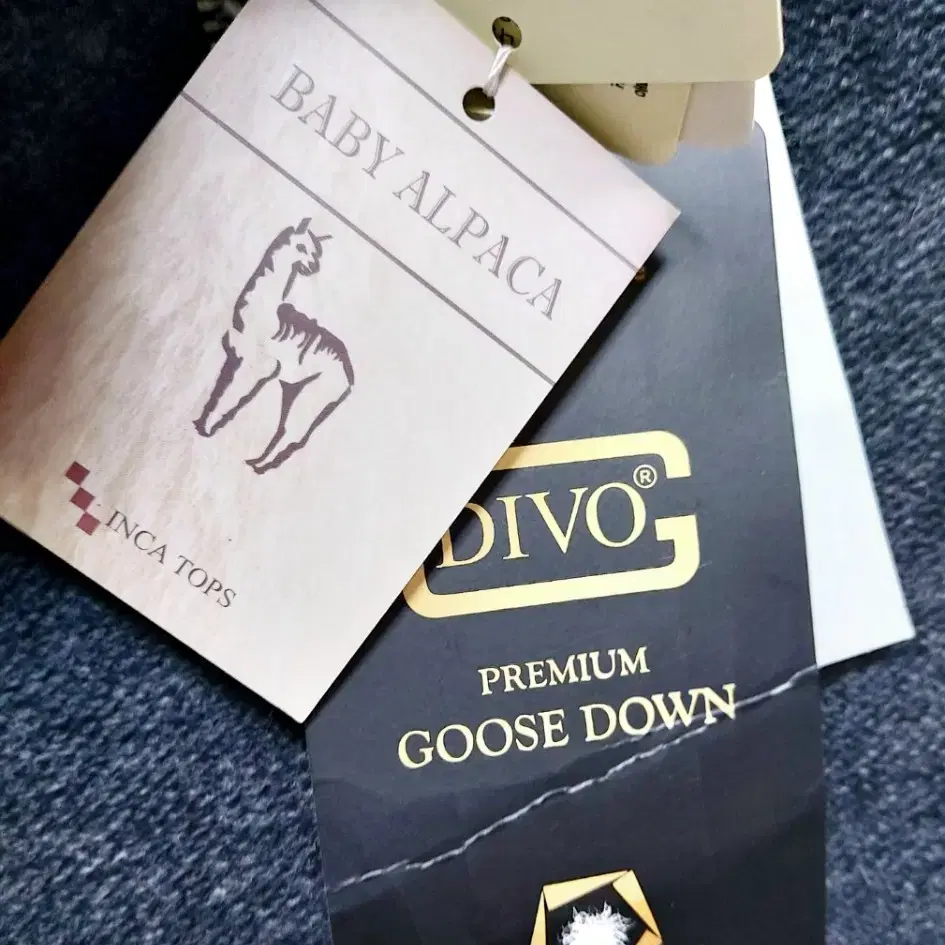 BABY ALPACA
INCA TOPS
DIVO®
G
PREMIUM
GOOSE DOWN